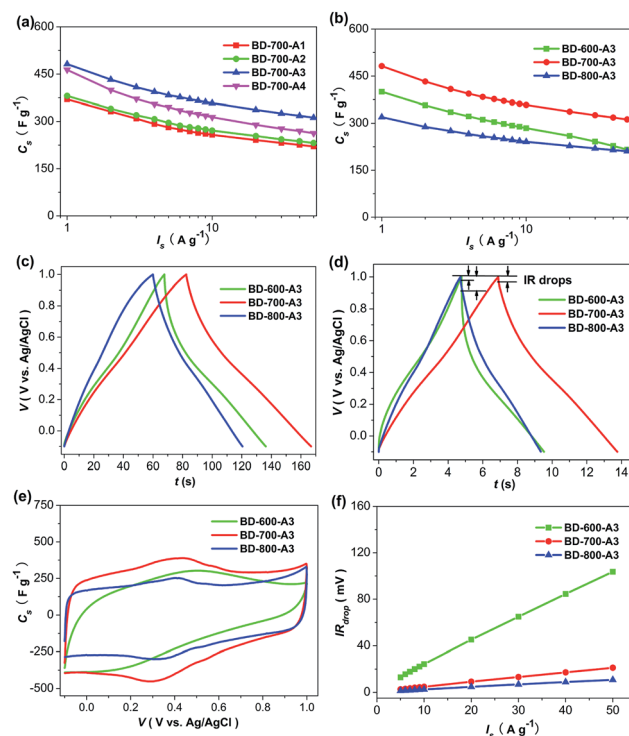 (a)
600
450
300
150
0
C_s ( F g⁻¹)
BD-700-A1
BD-700-A2
BD-700-A3
BD-700-A4
1
10
I_s ( A g⁻¹)
(b)
600
450
300
150
0
C_s ( F g⁻¹)
BD-600-A3
BD-700-A3
BD-800-A3
1
10
I_s ( A g⁻¹)
(c)
1.0
0.8
0.6
0.4
0.2
0.0
V ( V vs. Ag/AgCl)
BD-600-A3
BD-700-A3
BD-800-A3
0 20 40 60 80 100 120 140 160
t (s)
(d)
1.0
0.8
0.6
0.4
0.2
0.0
V ( V vs. Ag/AgCl)
IR drops
BD-600-A3
BD-700-A3
BD-800-A3
0 2 4 6 8 10 12 14
t (s)
(e)
750
500
250
0
-250
-500
C_s ( F g⁻¹)
BD-600-A3
BD-700-A3
BD-800-A3
0.0 0.2 0.4 0.6 0.8 1.0
V ( V vs. Ag/AgCl)
(f)
160
120
80
40
0
IR_drop ( mV)
BD-600-A3
BD-700-A3
BD-800-A3
0 10 20 30 40 50
I_s ( A g⁻¹)